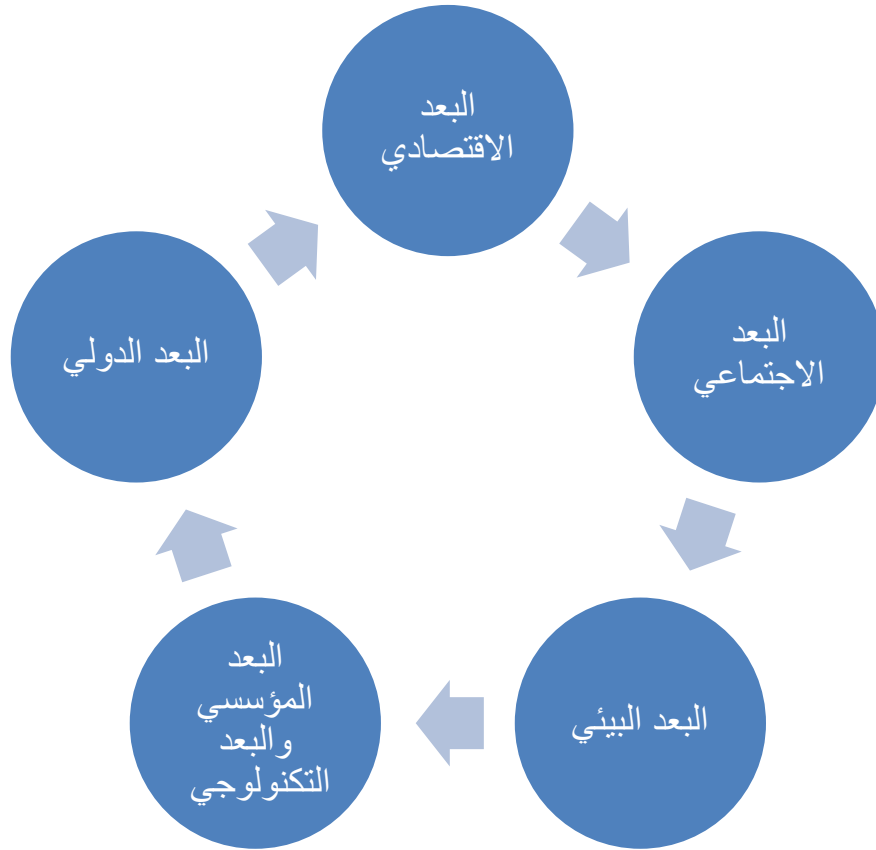 البعد
الاقتصادي
البعد
الاجتماعي
البعد البيئي
البعد
المؤسسي
والبعد
التكنولوجي
البعد الدولي